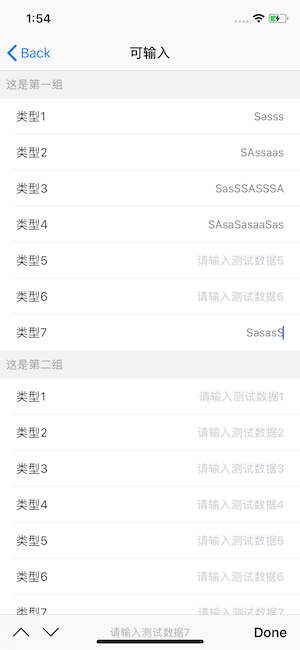 1:54
Back
可输入
这是第一组
类型1 Sasss
类型2 SAssaas
类型3 SasSSASSSA
类型4 SAsaSasaaSas
类型5 请输入测试数据5
类型6 请输入测试数据6
类型7 SasasS
这是第二组
类型1 请输入测试数据1
类型2 请输入测试数据2
类型3 请输入测试数据3
类型4 请输入测试数据4
类型5 请输入测试数据5
类型6 请输入测试数据6
类型7 请输入测试数据7
请输入测试数据7 Done